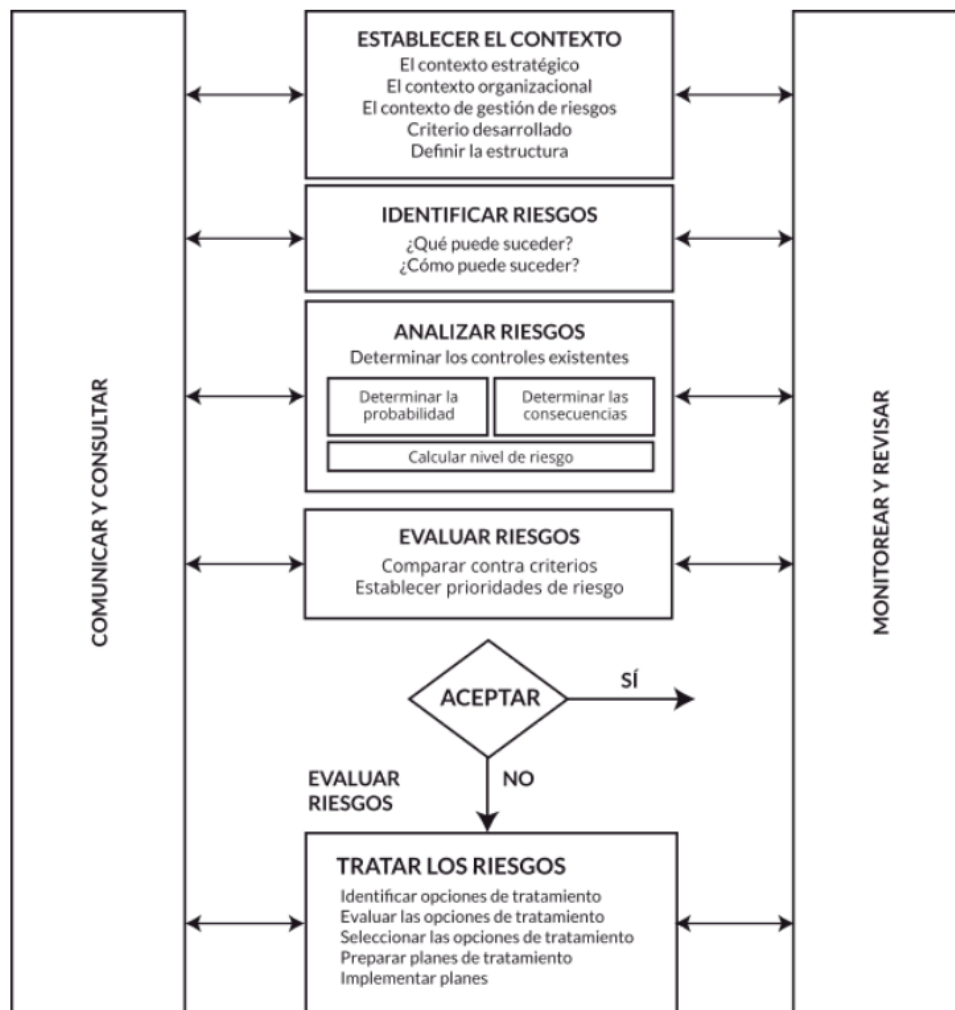 ESTABLECER EL CONTEXTO
El contexto estratégico
El contexto organizacional
El contexto de gestión de riesgos
Criterio desarrollado
Definir la estructura
IDENTIFICAR RIESGOS
¿Qué puede suceder?
¿Cómo puede suceder?
ANALIZAR RIESGOS
Determinar los controles existentes
Determinar la
probabilidad
Determinar las
consecuencias
Calcular nivel de riesgo
COMUNICAR Y CONSULTAR
MONITOREAR Y REVISAR
EVALUAR RIESGOS
Comparar contra criterios
Establecer prioridades de riesgo
ACEPTAR
SÍ
EVALUAR
RIESGOS
NO
TRATAR LOS RIESGOS
Identificar opciones de tratamiento
Evaluar las opciones de tratamiento
Seleccionar las opciones de tratamiento
Preparar planes de tratamiento
Implementar planes